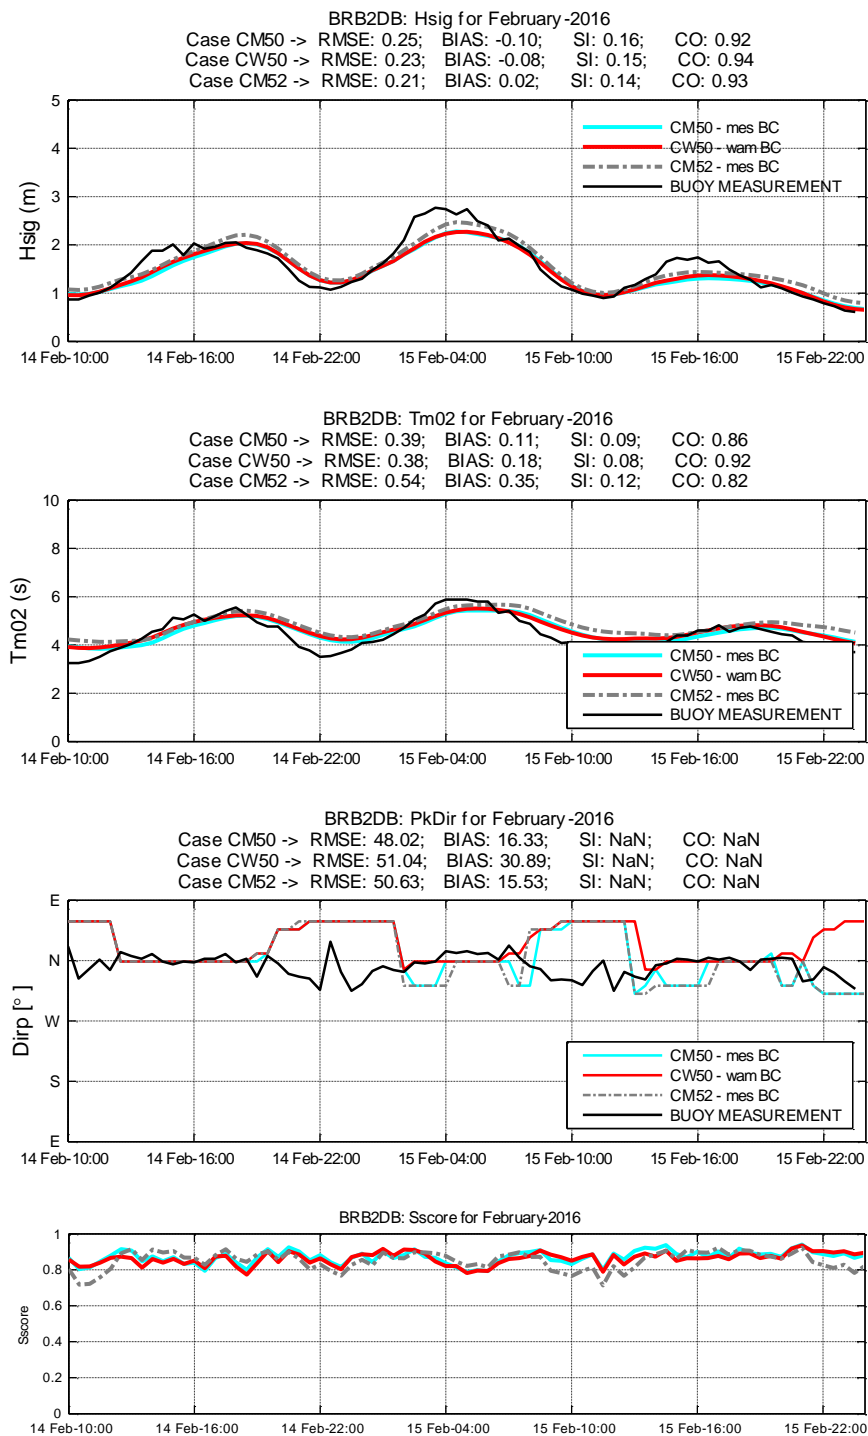 BRB2DB: Hsig for February-2016
Case CM50 -> RMSE: 0.25; BIAS: -0.10; SI: 0.16; CO: 0.92
Case CW50 -> RMSE: 0.23; BIAS: -0.08; SI: 0.15; CO: 0.94
Case CM52 -> RMSE: 0.21; BIAS: 0.02; SI: 0.14; CO: 0.93
5
4
3
2
1
0
Hsig (m)
CM50 - mes BC
CW50 - wam BC
CM52 - mes BC
BUOY MEASUREMENT
14 Feb-10:00 14 Feb-16:00 14 Feb-22:00 15 Feb-04:00 15 Feb-10:00 15 Feb-16:00 15 Feb-22:00
BRB2DB: Tm02 for February-2016
Case CM50 -> RMSE: 0.39; BIAS: 0.11; SI: 0.09; CO: 0.86
Case CW50 -> RMSE: 0.38; BIAS: 0.18; SI: 0.08; CO: 0.92
Case CM52 -> RMSE: 0.54; BIAS: 0.35; SI: 0.12; CO: 0.82
10
8
6
4
2
0
Tm02 (s)
CM50 - mes BC
CW50 - wam BC
CM52 - mes BC
BUOY MEASUREMENT
14 Feb-10:00 14 Feb-16:00 14 Feb-22:00 15 Feb-04:00 15 Feb-10:00 15 Feb-16:00 15 Feb-22:00
BRB2DB: PkDir for February-2016
Case CM50 -> RMSE: 48.02; BIAS: 16.33; SI: NaN; CO: NaN
Case CW50 -> RMSE: 51.04; BIAS: 30.89; SI: NaN; CO: NaN
Case CM52 -> RMSE: 50.63; BIAS: 15.53; SI: NaN; CO: NaN
E
N
W
S
E
Dirp [°]
CM50 - mes BC
CW50 - wam BC
CM52 - mes BC
BUOY MEASUREMENT
14 Feb-10:00 14 Feb-16:00 14 Feb-22:00 15 Feb-04:00 15 Feb-10:00 15 Feb-16:00 15 Feb-22:00
BRB2DB: Sscore for February-2016
1
0.8
0.6
0.4
0.2
0
Sscore
14 Feb-10:00 14 Feb-16:00 14 Feb-22:00 15 Feb-04:00 15 Feb-10:00 15 Feb-16:00 15 Feb-22:00